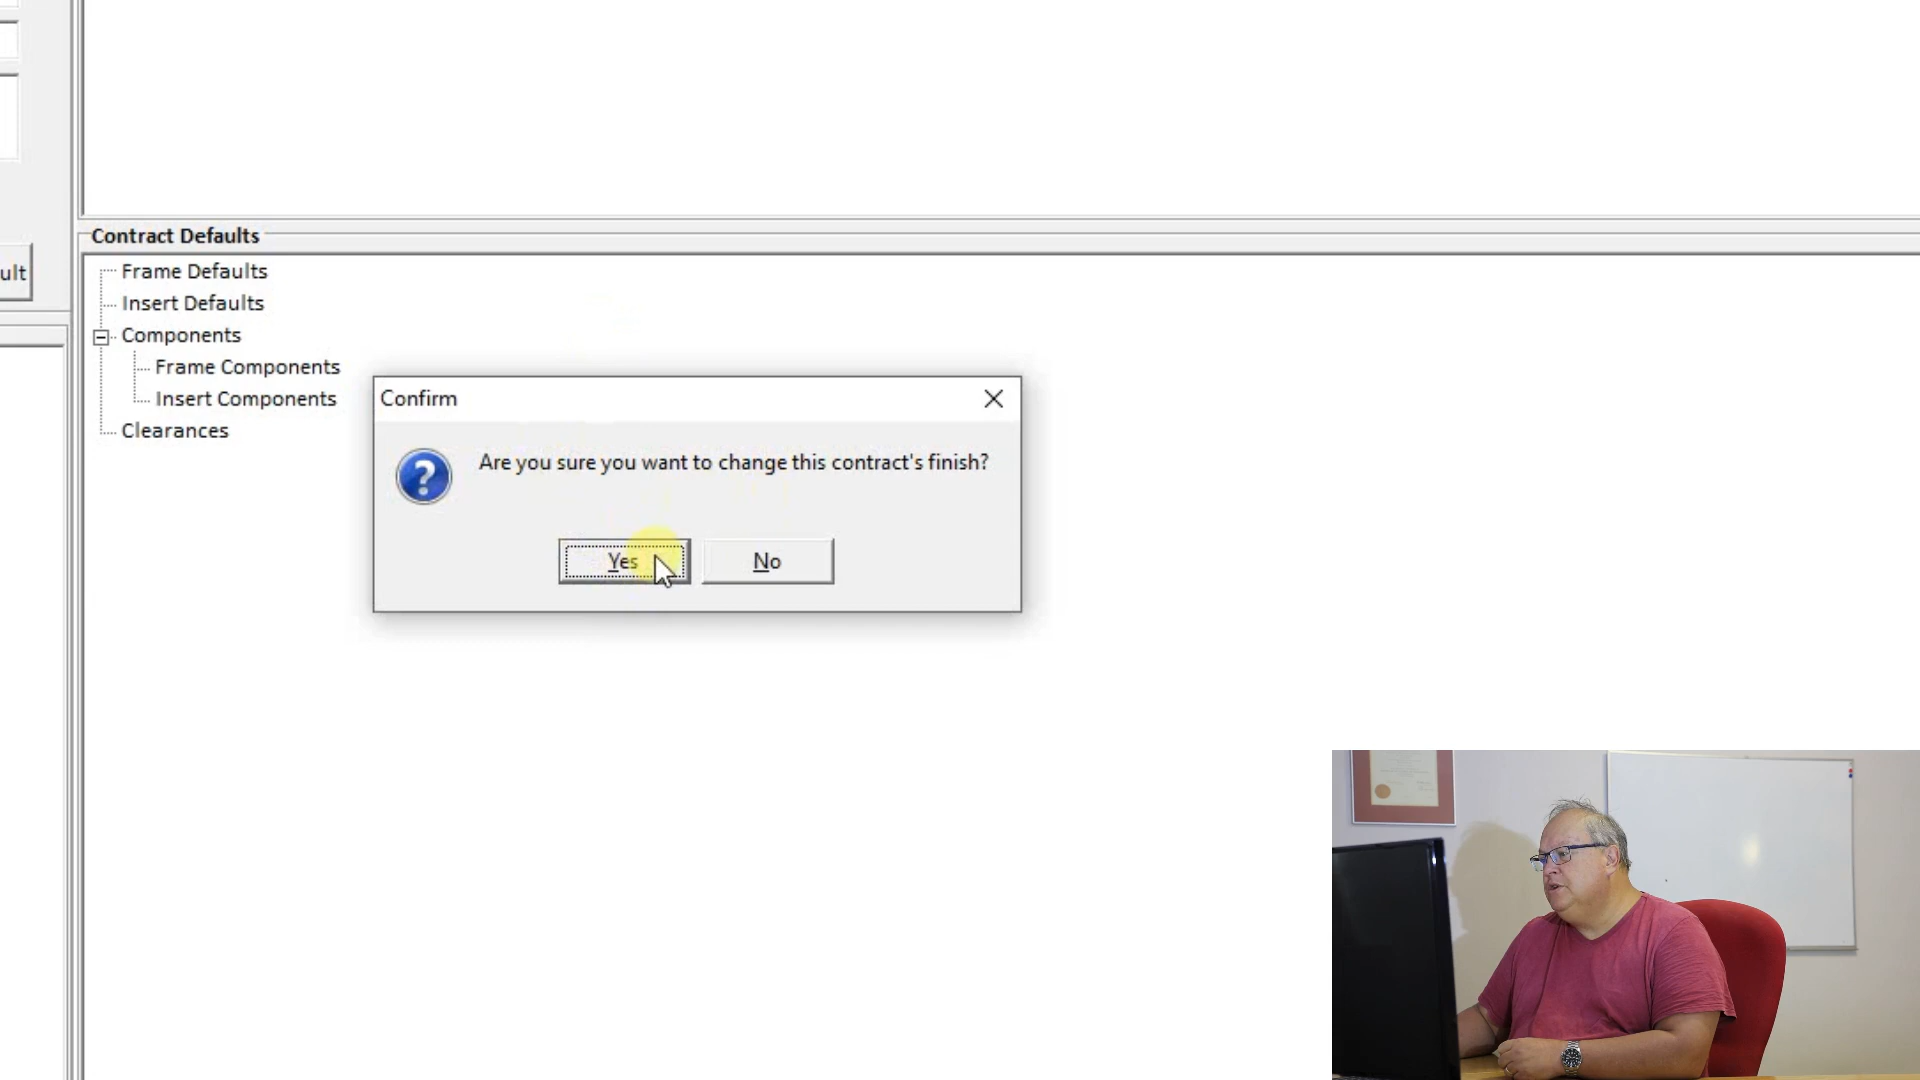 ult
Contract Defaults
Frame Defaults
Insert Defaults
Components
Frame Components
Insert Components
Clearances
Confirm
Are you sure you want to change this contract's finish?
Yes
No